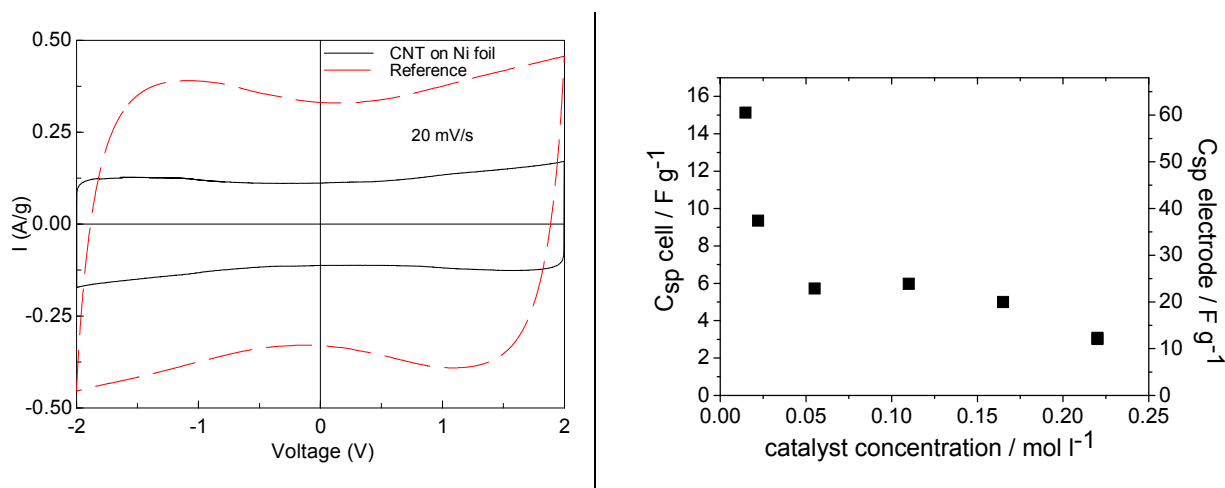 0.50
0.25
0.00
-0.25
-0.50
I (A/g)
CNT on Ni foil
Reference
20 mV/s
-2
-1
0
1
2
Voltage (V)
16
14
12
10
8
6
4
2
0
Csp cell / F g-1
60
50
40
30
20
10
0
Csp electrode / F g-1
0.00 0.05 0.10 0.15 0.20 0.25
catalyst concentration / mol l-1